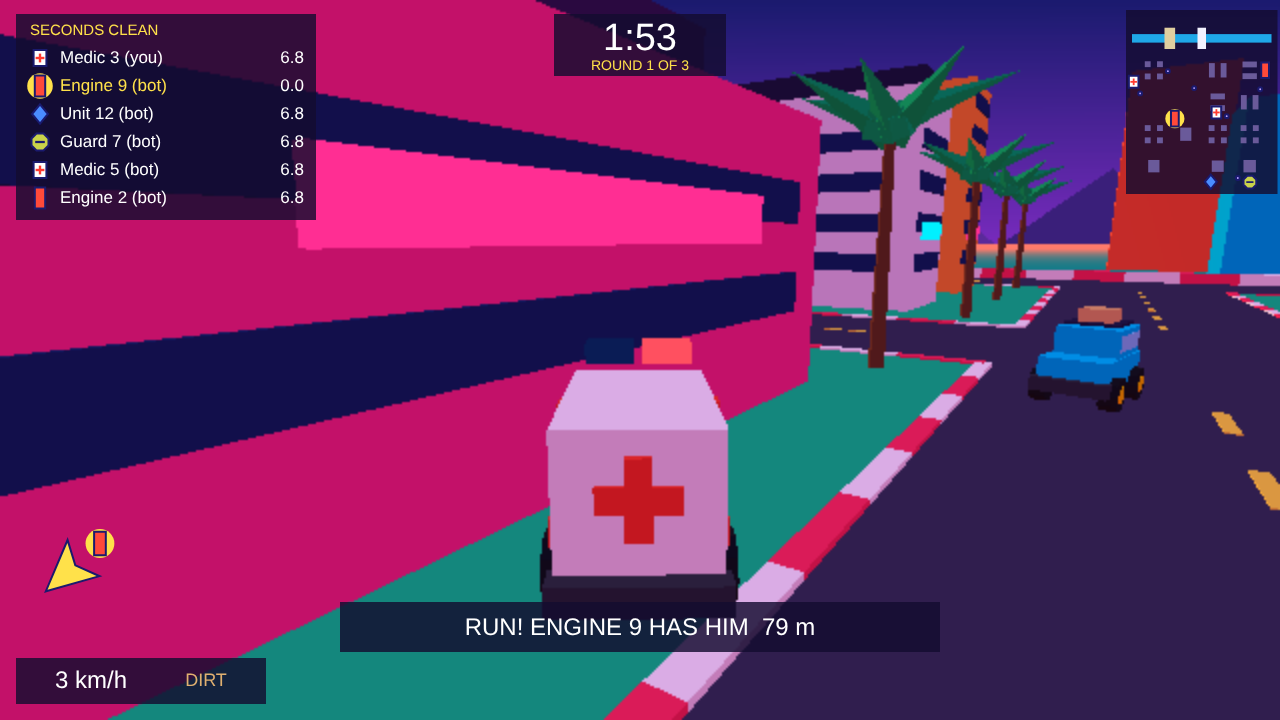 SECONDS CLEAN
Medic 3 (you) 6.8
Engine 9 (bot) 0.0
Unit 12 (bot) 6.8
Guard 7 (bot) 6.8
Medic 5 (bot) 6.8
Engine 2 (bot) 6.8
1:53
ROUND 1 OF 3
RUN! ENGINE 9 HAS HIM 79 m
3 km/h DIRT